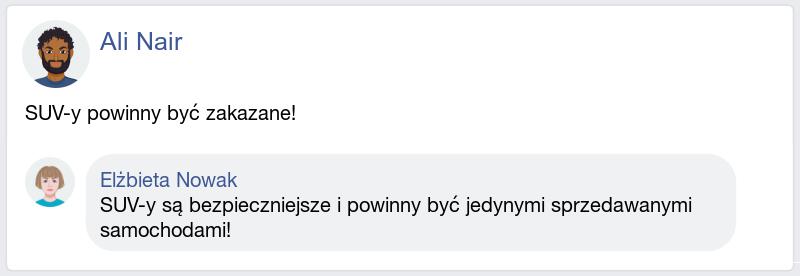 Ali Nair
SUV-y powinny być zakazane!
Elżbieta Nowak
SUV-y są bezpieczniejsze i powinny być jedynymi sprzedawanymi
samochodami!